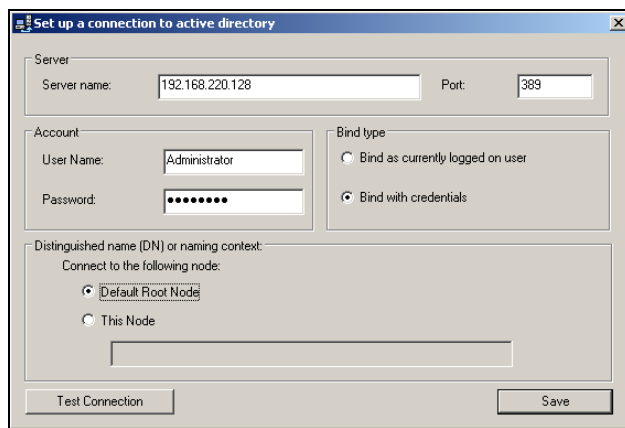 Set up a connection to active directory
Server
Server name: 192.168.220.128 Port: 389
Account
User Name: Administrator
Password: ●●●●●●●●
Bind type
Bind as currently logged on user
Bind with credentials
Distinguished name (DN) or naming context:
Connect to the following node:
Default Root Node
This Node
Test Connection Save